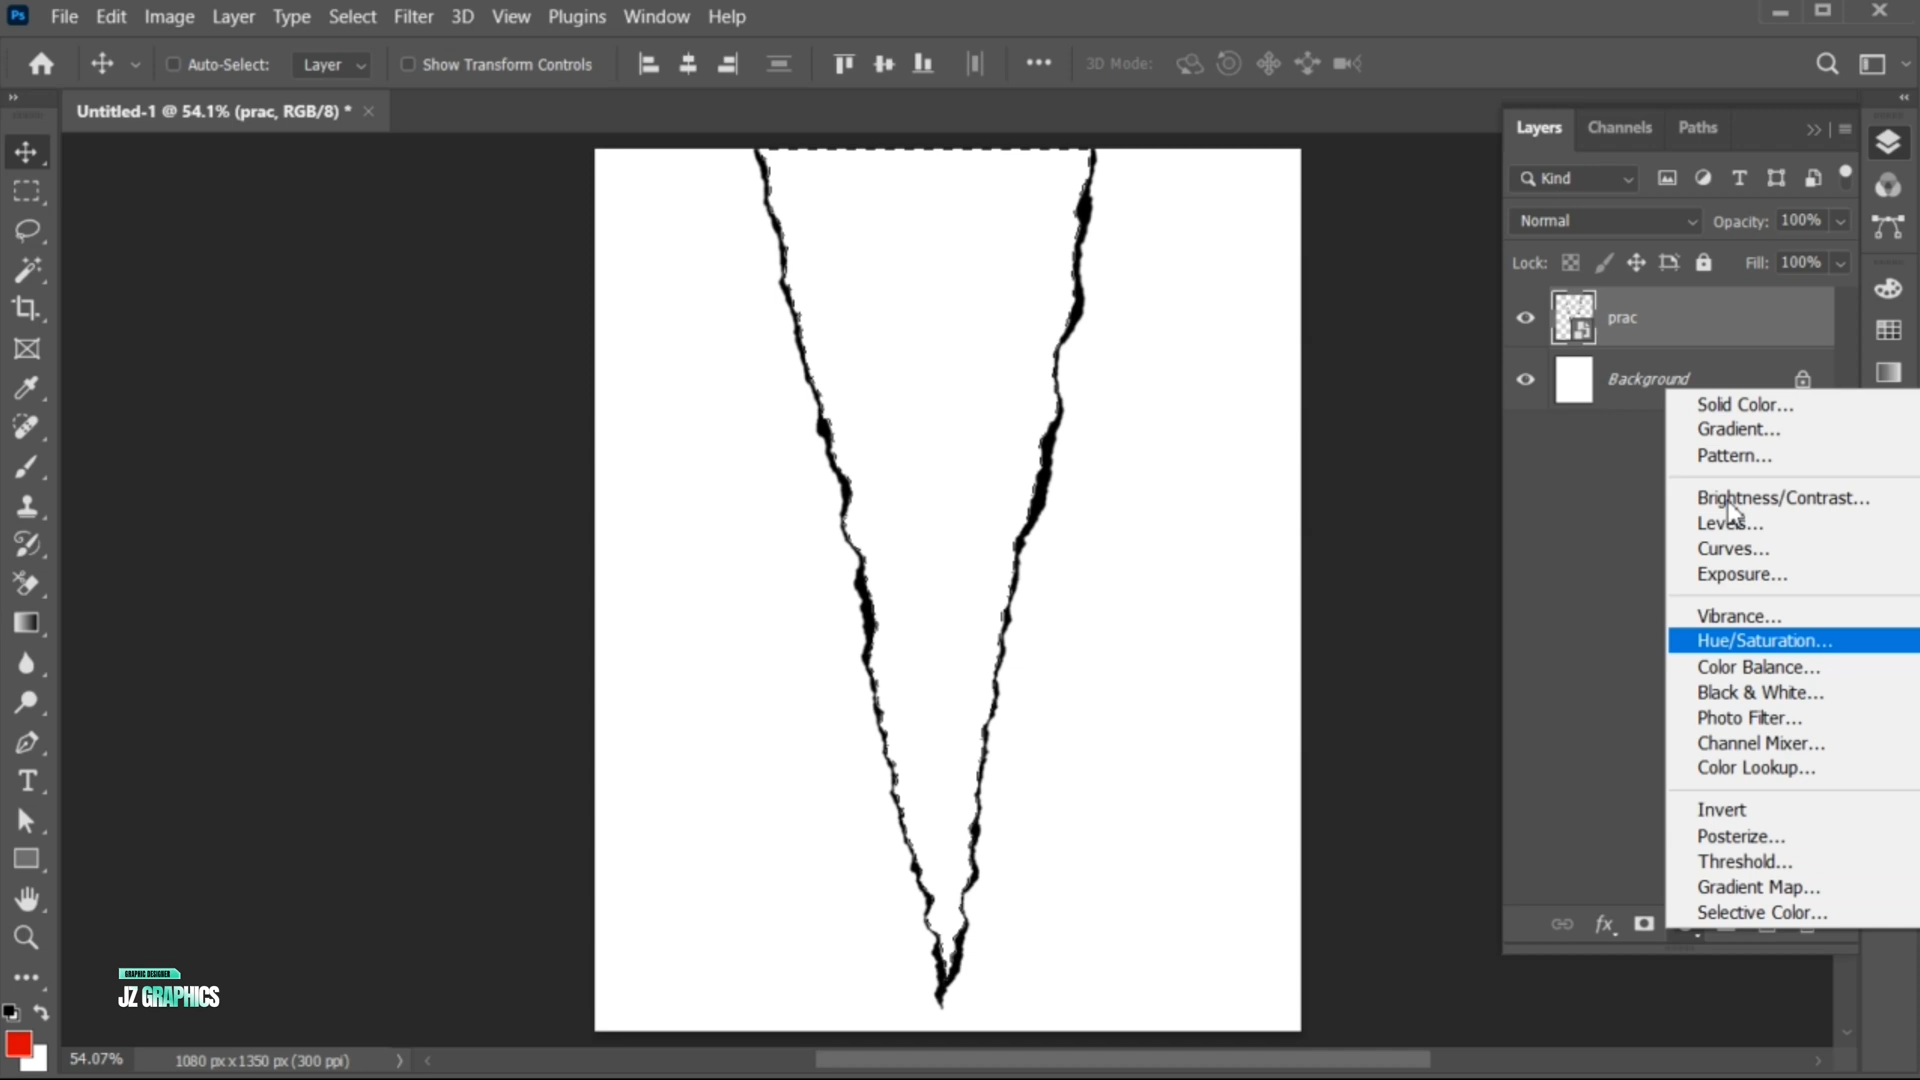 Ps File Edit Image Layer Type Select Filter 3D View Plugins Window Help
Auto-Select: Layer Show Transform Controls 3D Mode:
Untitled-1 @ 54.1% (prac, RGB/8) *
Layers Channels Paths
Kind
Normal Opacity: 100%
Lock: Fill: 100%
prac
Background
Solid Color...
Gradient...
Pattern...
Brightness/Contrast...
Levels...
Curves...
Exposure...
Vibrance...
Hue/Saturation...
Color Balance...
Black & White...
Photo Filter...
Channel Mixer...
Color Lookup...
Invert
Posterize...
Threshold...
Gradient Map...
Selective Color...
fx
GRAPHIC DESIGNER
JZ GRAPHICS
54.07% 1080 px x 1350 px (300 ppi)